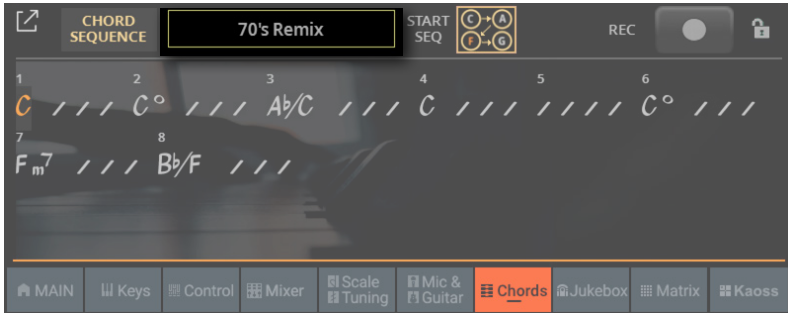 CHORD SEQUENCE
70's Remix
START SEQ
C → A F → G
REC
1 2 3 4 5 6
C / / / C° / / / A♭/C / / / C / / / / / / / C° / / /
7 8
Fm7 / / / B♭/F / / /
MAIN Keys Control Mixer Scale Tuning Mic & Guitar Chords Jukebox Matrix Kaoss